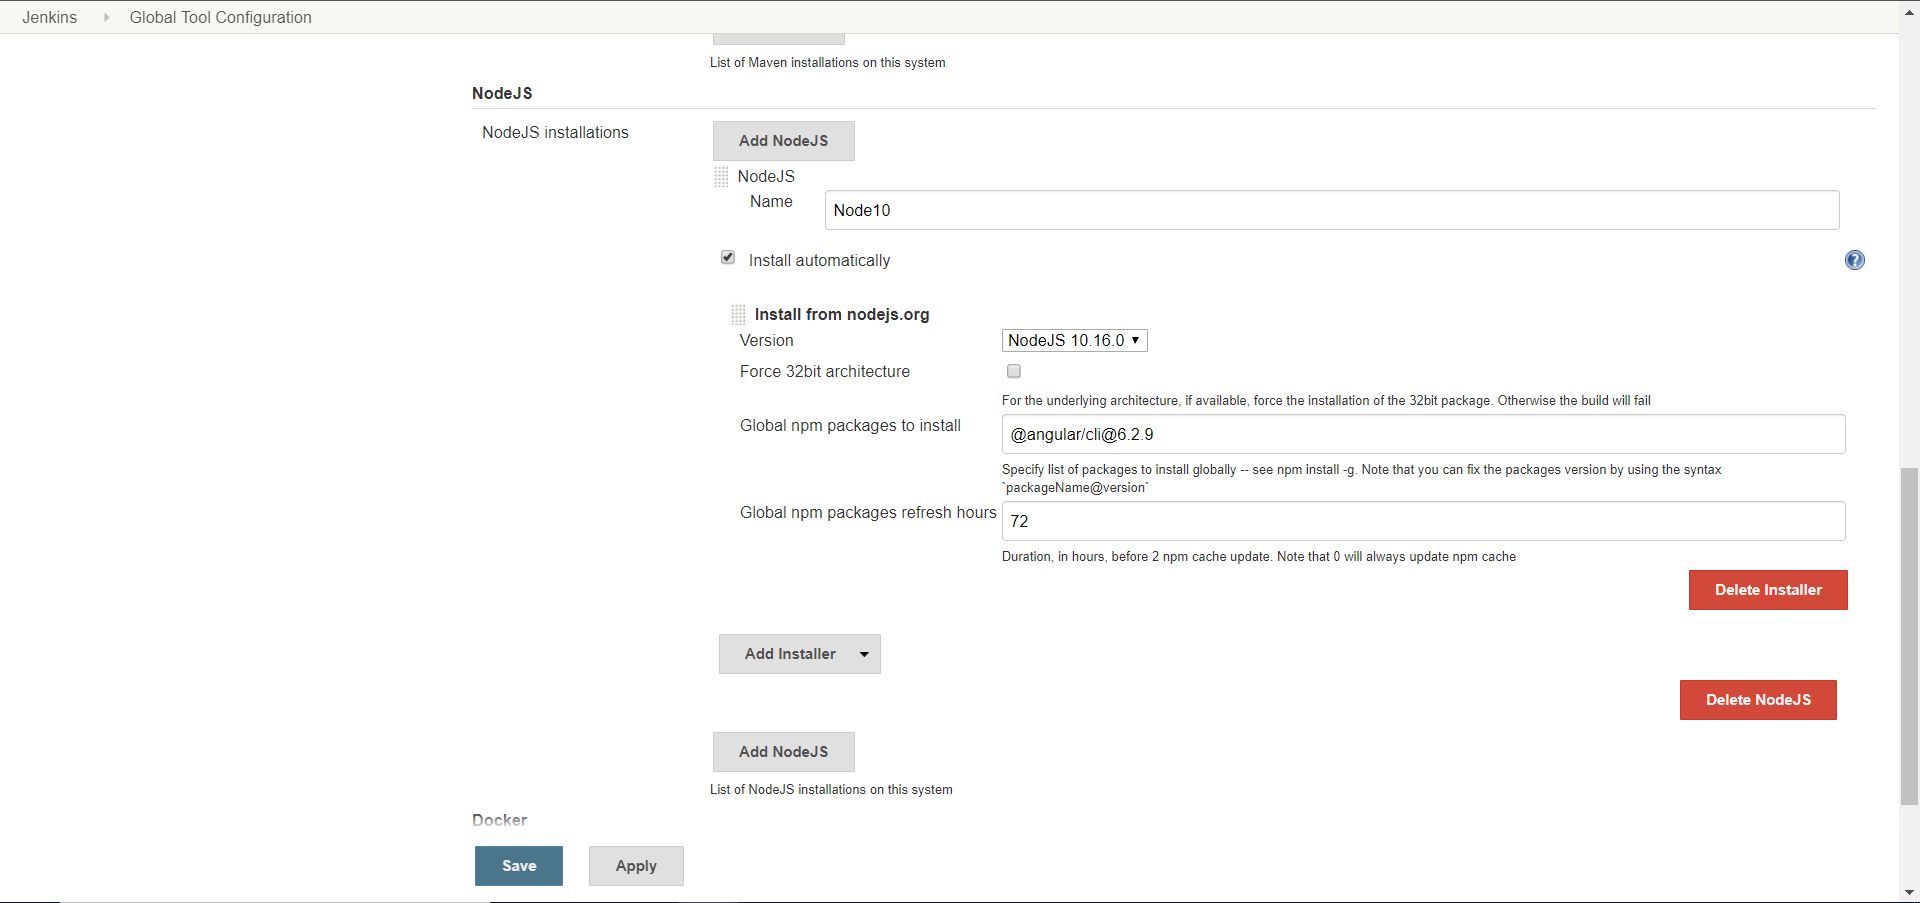 Jenkins
Global Tool Configuration
List of Maven installations on this system
NodeJS
NodeJS installations
Add NodeJS
NodeJS
Name
Node10
Install automatically
Install from nodejs.org
Version
NodeJS 10.16.0
Force 32bit architecture
For the underlying architecture, if available, force the installation of the 32bit package. Otherwise the build will fail
Global npm packages to install
@angular/cli@6.2.9
Specify list of packages to install globally -- see npm install -g. Note that you can fix the packages version by using the syntax
`packageName@version`
Global npm packages refresh hours
72
Duration, in hours, before 2 npm cache update. Note that 0 will always update npm cache
Delete Installer
Add Installer
Delete NodeJS
Add NodeJS
List of NodeJS installations on this system
Docker
Save
Apply